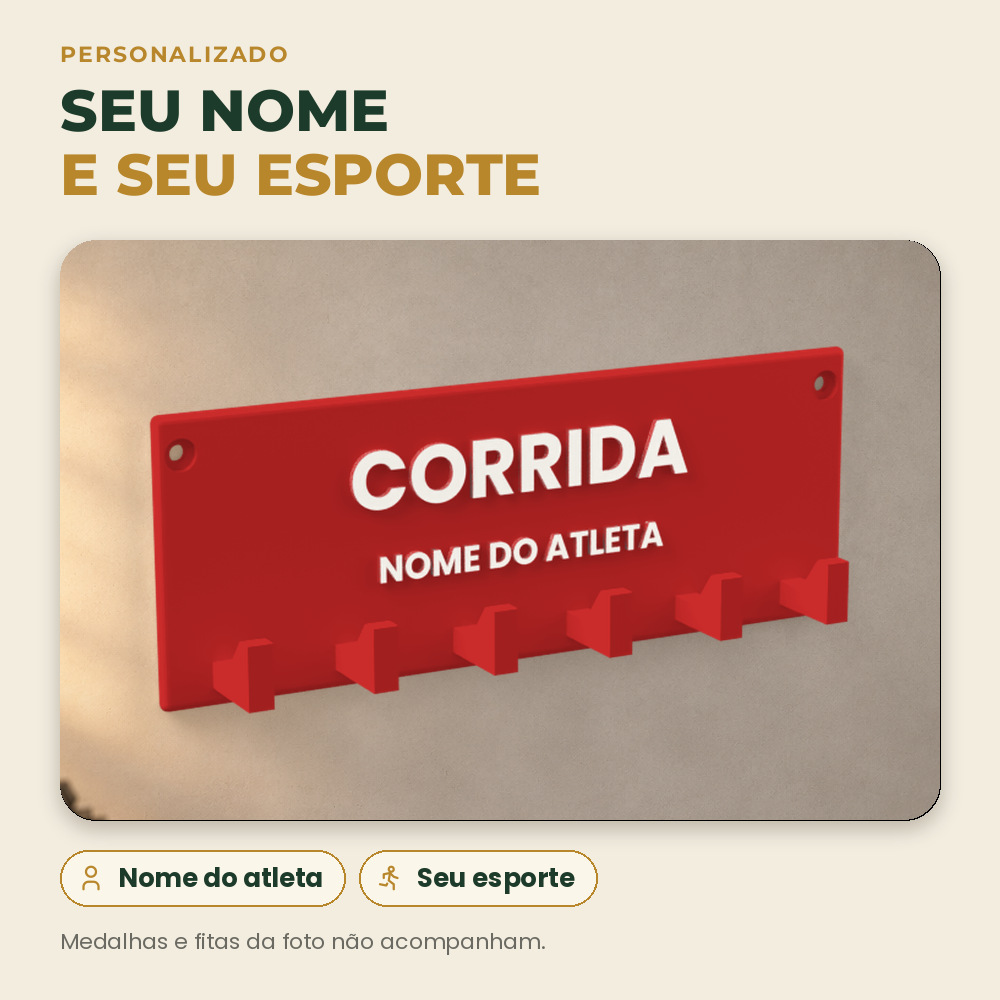 PERSONALIZADO
SEU NOME
E SEU ESPORTE
CORRIDA
NOME DO ATLETA
Nome do atleta
Seu esporte
Medalhas e fitas da foto não acompanham.